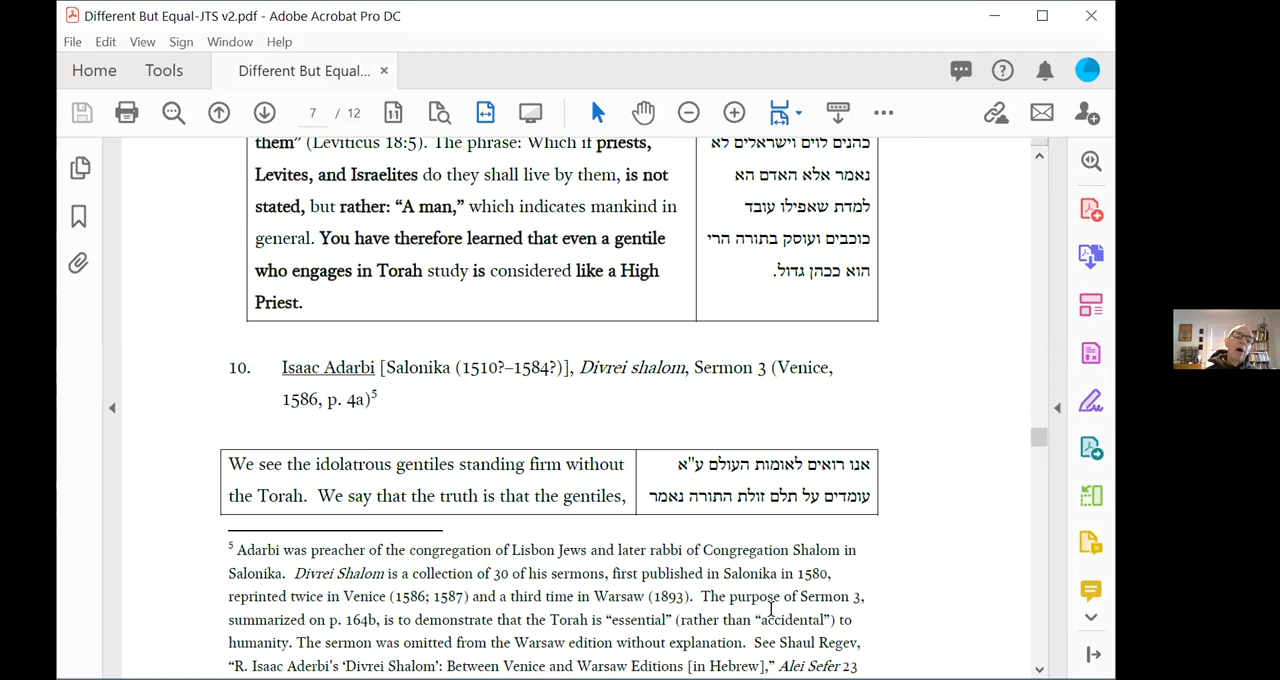 Different But Equal-JTS v2.pdf - Adobe Acrobat Pro DC
File Edit View Sign Window Help
Home Tools Different But Equal... ×
7 / 12
them” (Leviticus 18:5). The phrase: Which if priests,
Levites, and Israelites do they shall live by them, is not
stated, but rather: “A man,” which indicates mankind in
general. You have therefore learned that even a gentile
who engages in Torah study is considered like a High
Priest.
כהנים לוים וישראלים לא
נאמר אלא האדם הא
למדת שאפילו עובד
כוכבים ועוסק בתורה הרי
הוא ככהן גדול.
10. Isaac Adarbi [Salonika (1510?–1584?)], Divrei shalom, Sermon 3 (Venice,
1586, p. 4a)5
We see the idolatrous gentiles standing firm without
the Torah. We say that the truth is that the gentiles,
אנו רואים לאומות העולם ע"א
עומדים על תלם זולת התורה נאמר
5 Adarbi was preacher of the congregation of Lisbon Jews and later rabbi of Congregation Shalom in
Salonika. Divrei Shalom is a collection of 30 of his sermons, first published in Salonika in 1580,
reprinted twice in Venice (1586; 1587) and a third time in Warsaw (1893). The purpose of Sermon 3,
summarized on p. 164b, is to demonstrate that the Torah is “essential” (rather than “accidental”) to
humanity. The sermon was omitted from the Warsaw edition without explanation. See Shaul Regev,
“R. Isaac Aderbi's ‘Divrei Shalom’: Between Venice and Warsaw Editions [in Hebrew],” Alei Sefer 23